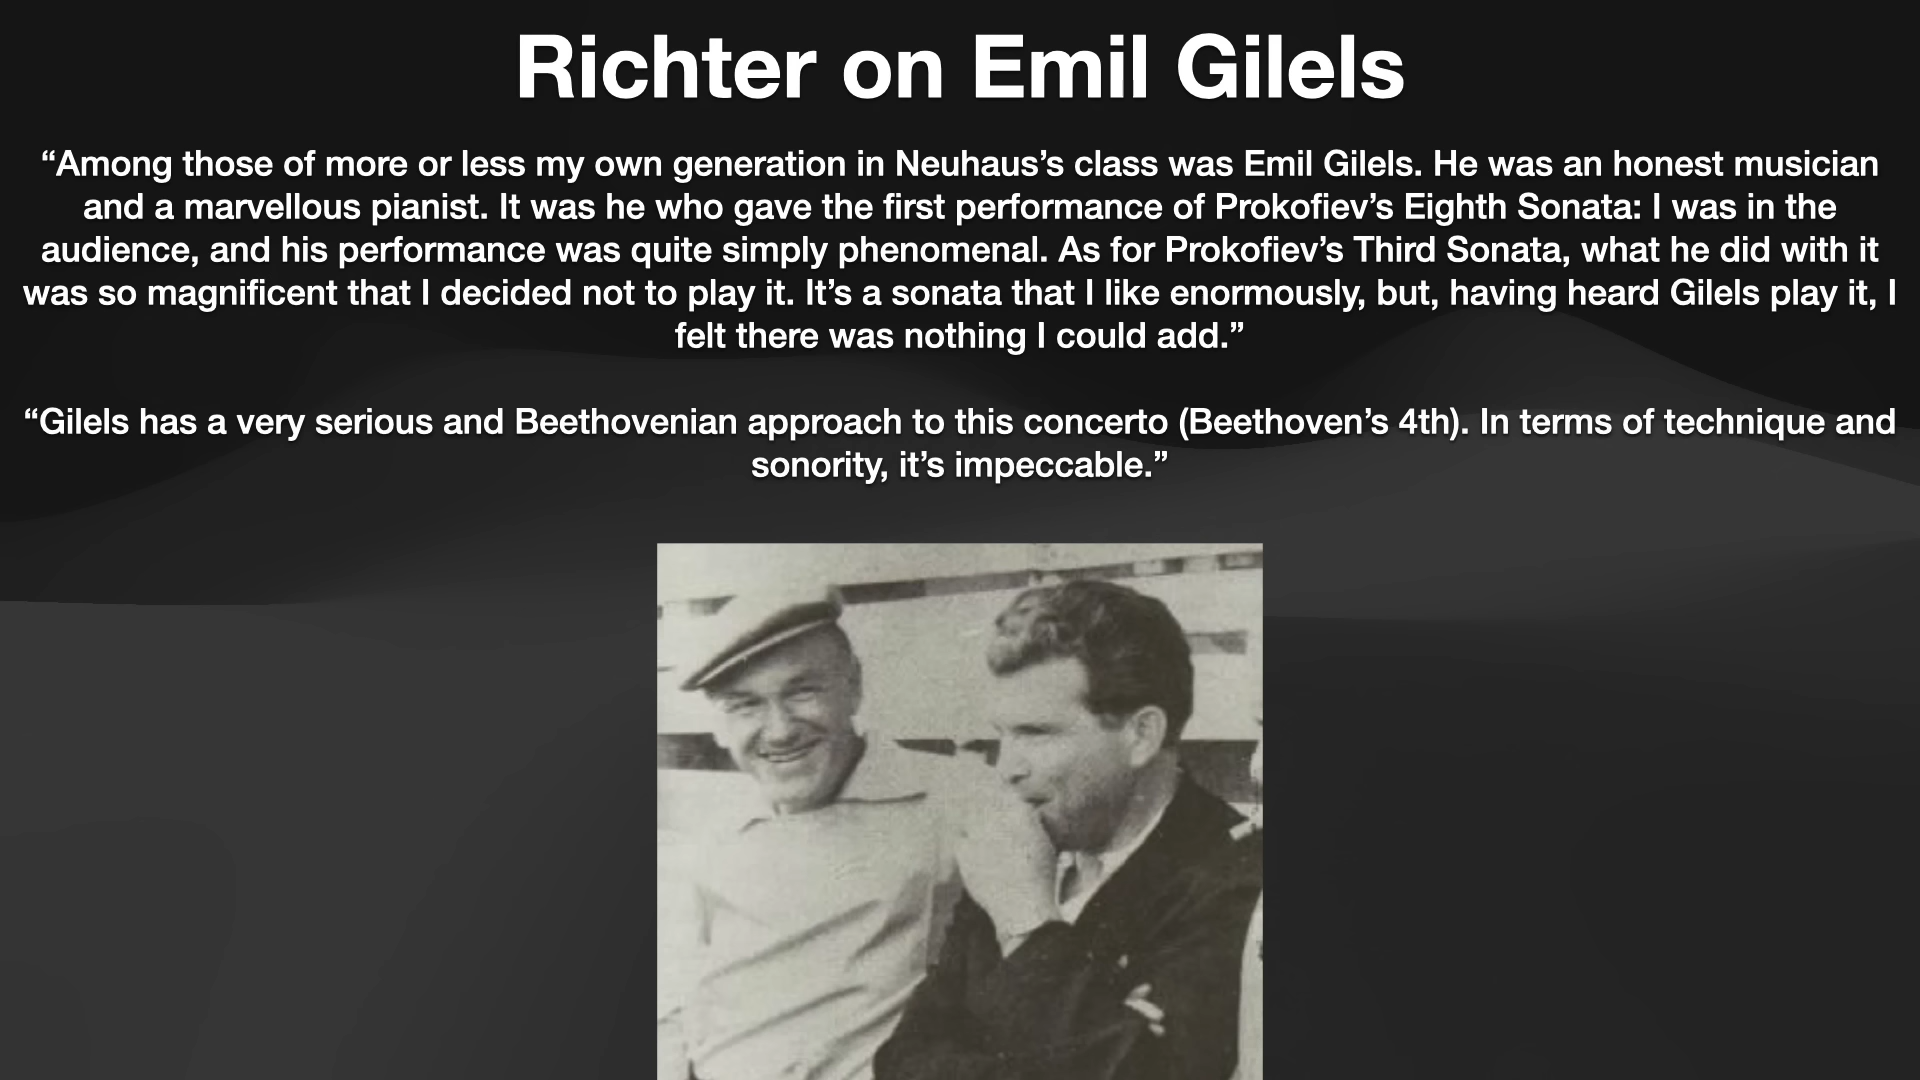 Richter on Emil Gilels
“Among those of more or less my own generation in Neuhaus’s class was Emil Gilels. He was an honest musician
and a marvellous pianist. It was he who gave the first performance of Prokofiev’s Eighth Sonata: I was in the
audience, and his performance was quite simply phenomenal. As for Prokofiev’s Third Sonata, what he did with it
was so magnificent that I decided not to play it. It’s a sonata that I like enormously, but, having heard Gilels play it, I
felt there was nothing I could add.”
“Gilels has a very serious and Beethovenian approach to this concerto (Beethoven’s 4th). In terms of technique and
sonority, it’s impeccable.”